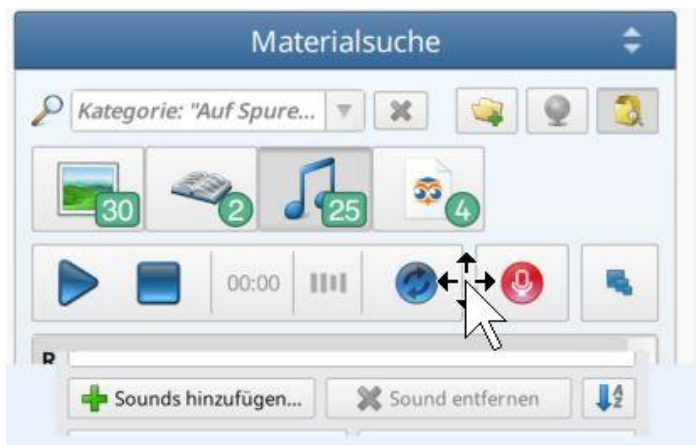 Materialsuche
Kategorie: "Auf Spure...
30 2 25 4
00:00
R
Sounds hinzufügen... Sound entfernen A Z